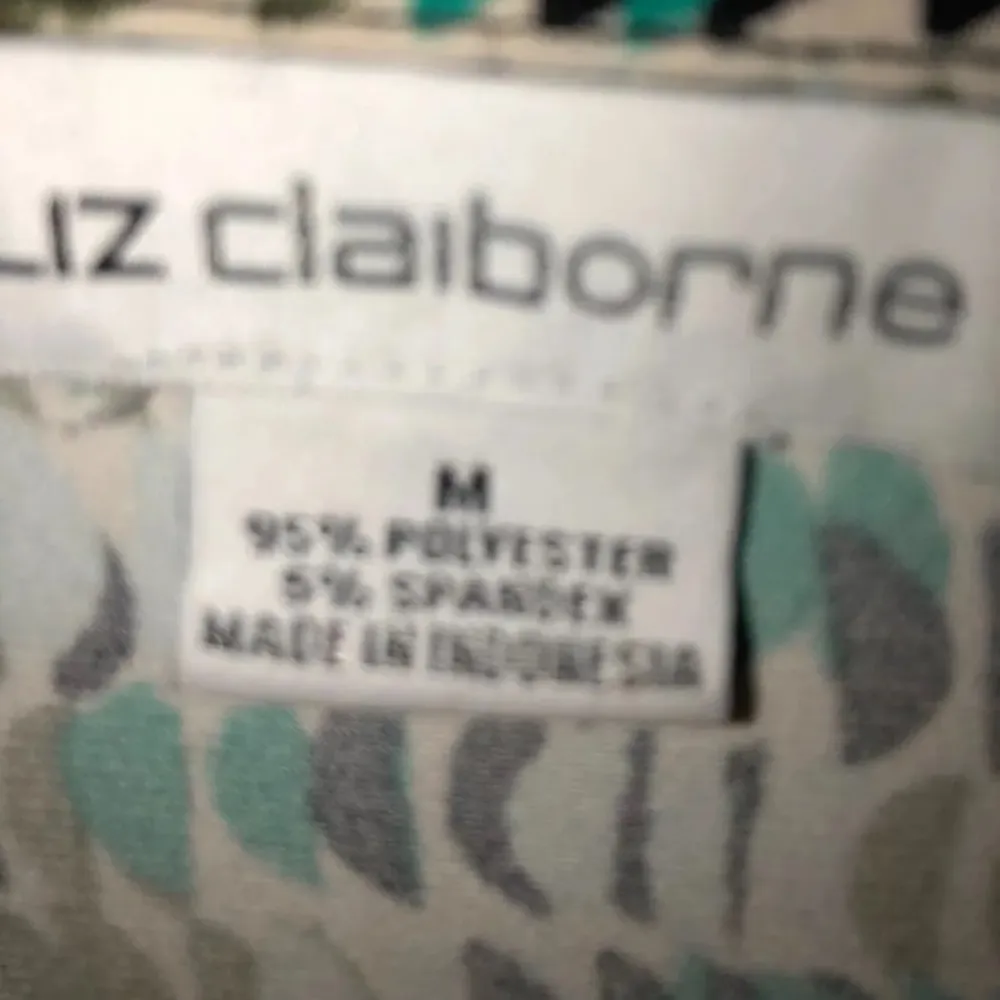 LIZ claiborne
M
95% POLYESTER
5% SPANDEX
MADE IN INDONESIA